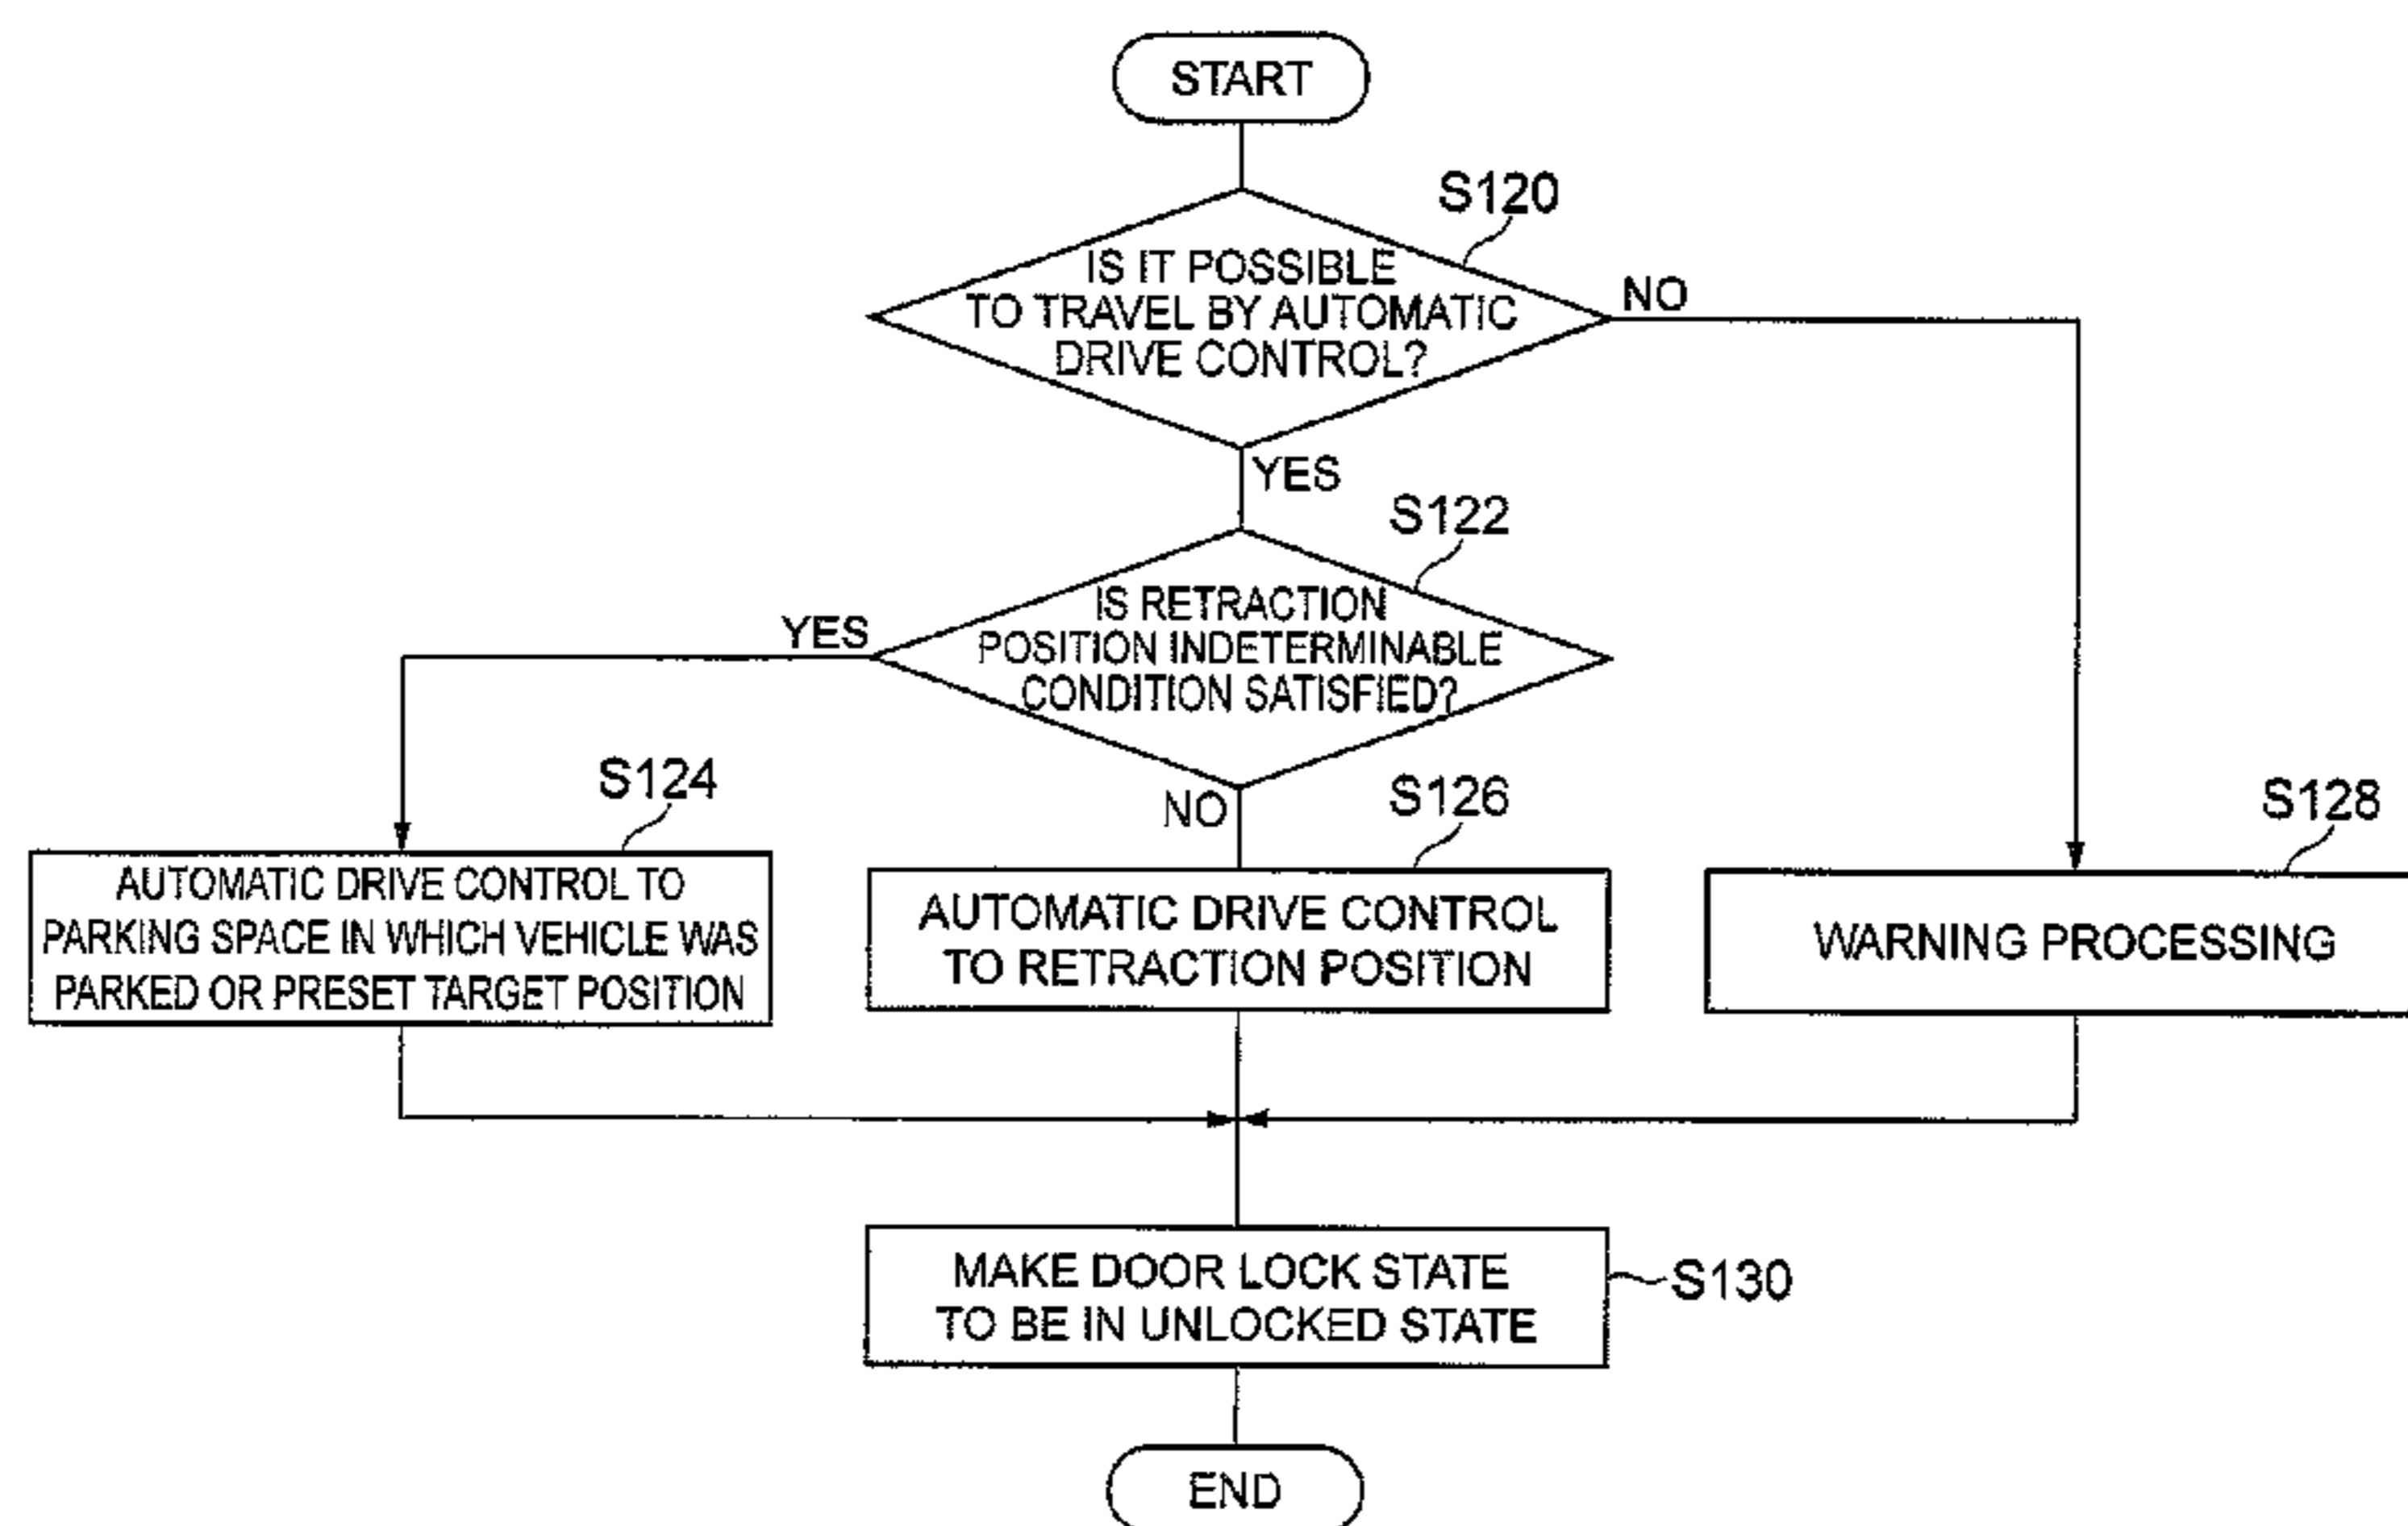 START
S120
IS IT POSSIBLE
TO TRAVEL BY AUTOMATIC
DRIVE CONTROL?
NO
YES
S122
IS RETRACTION
POSITION INDETERMINABLE
CONDITION SATISFIED?
YES
NO
S124
AUTOMATIC DRIVE CONTROL TO
PARKING SPACE IN WHICH VEHICLE WAS
PARKED OR PRESET TARGET POSITION
S126
AUTOMATIC DRIVE CONTROL
TO RETRACTION POSITION
S128
WARNING PROCESSING
MAKE DOOR LOCK STATE
TO BE IN UNLOCKED STATE
S130
END